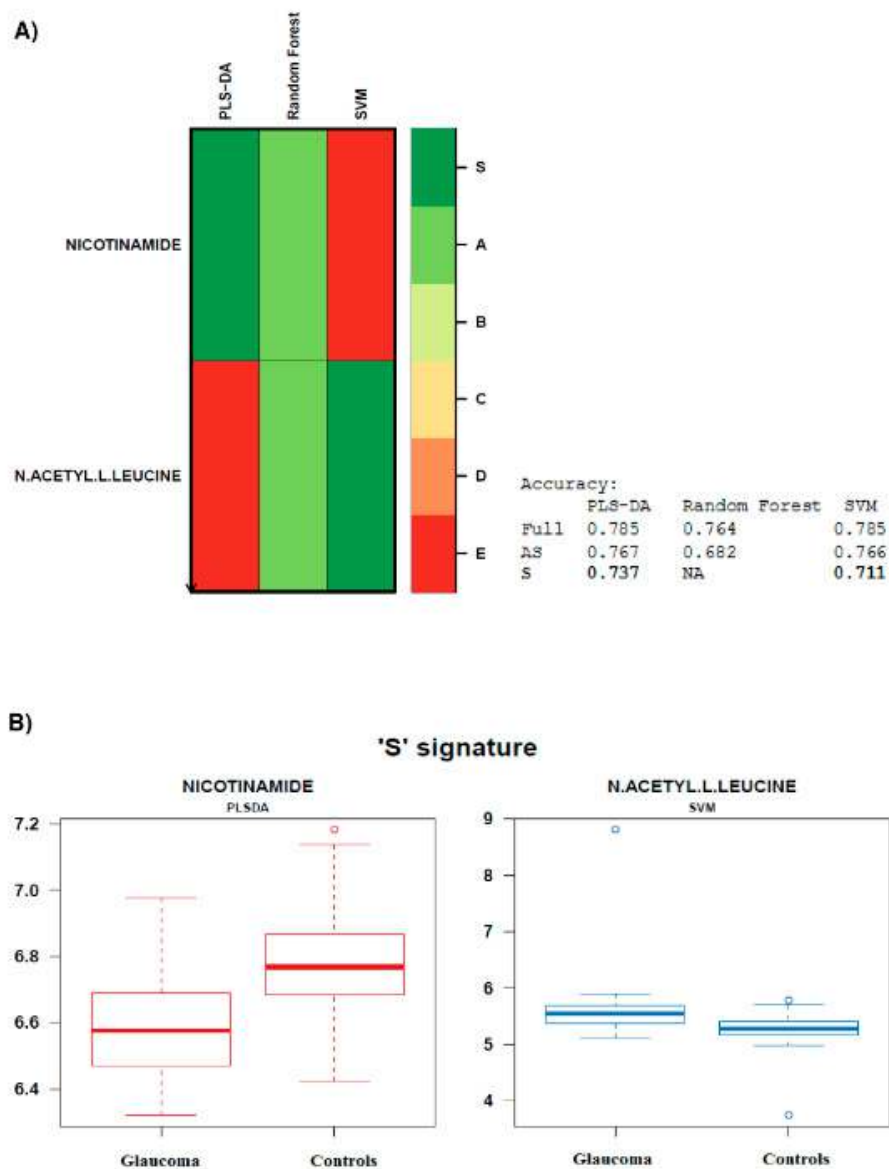 A)
PLS-DA
Random Forest
SVM
NICOTINAMIDE
N.ACETYL.L.LEUCINE
S
A
B
C
D
E
Accuracy:
PLS-DA Random Forest SVM
Full 0.785 0.764 0.785
AS 0.767 0.682 0.766
S 0.737 NA 0.711
B)
'S' signature
NICOTINAMIDE
PLSDA
7.2
7.0
6.8
6.6
6.4
Glaucoma Controls
N.ACETYL.L.LEUCINE
SVM
9
8
7
6
5
4
Glaucoma Controls